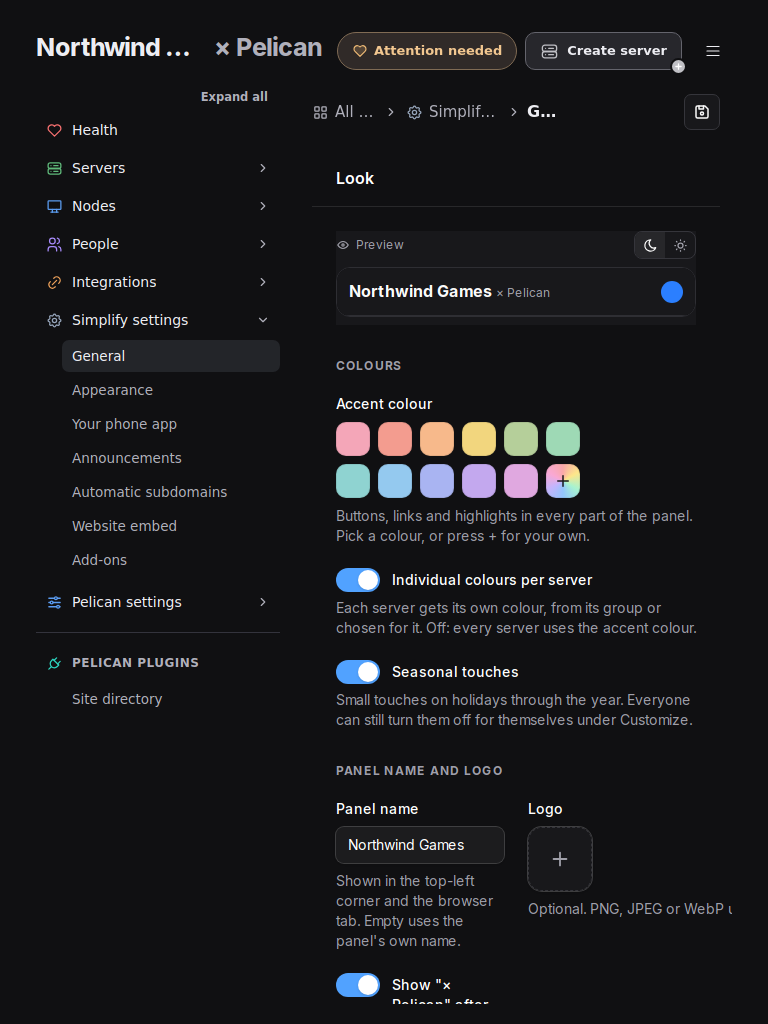 Northwind ... × Pelican
Attention needed
Create server
Expand all
Health
Servers
Nodes
People
Integrations
Simplify settings
General
Appearance
Your phone app
Announcements
Automatic subdomains
Website embed
Add-ons
Pelican settings
PELICAN PLUGINS
Site directory
All ... > Simplif... > G...
Look
Preview
Northwind Games × Pelican
COLOURS
Accent colour
Buttons, links and highlights in every part of the panel.
Pick a colour, or press + for your own.
Individual colours per server
Each server gets its own colour, from its group or
chosen for it. Off: every server uses the accent colour.
Seasonal touches
Small touches on holidays through the year. Everyone
can still turn them off for themselves under Customize.
PANEL NAME AND LOGO
Panel name
Northwind Games
Shown in the top-left
corner and the browser
tab. Empty uses the
panel's own name.
Logo
Optional. PNG, JPEG or WebP
Show "×
Pelican" after